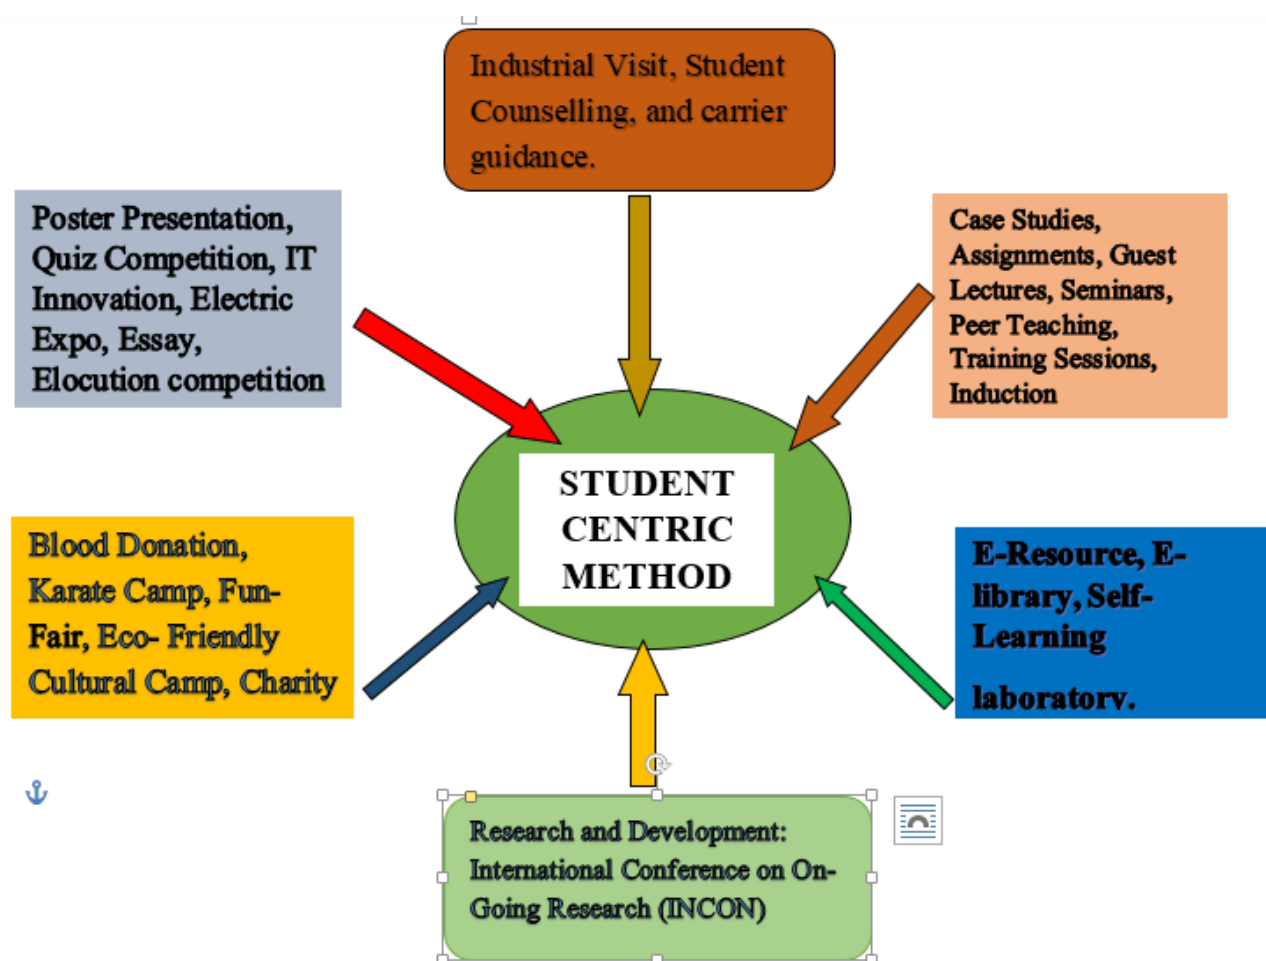 Industrial Visit, Student
Counselling, and carrier
guidance.
Poster Presentation,
Quiz Competition, IT
Innovation, Electric
Expo, Essay,
Elocution competition
Case Studies,
Assignments, Guest
Lectures, Seminars,
Peer Teaching,
Training Sessions,
Induction
STUDENT
CENTRIC
METHOD
Blood Donation,
Karate Camp, Fun-
Fair, Eco- Friendly
Cultural Camp, Charity
E-Resource, E-
library, Self-
Learning
laboratory.
Research and Development:
International Conference on On-
Going Research (INCON)